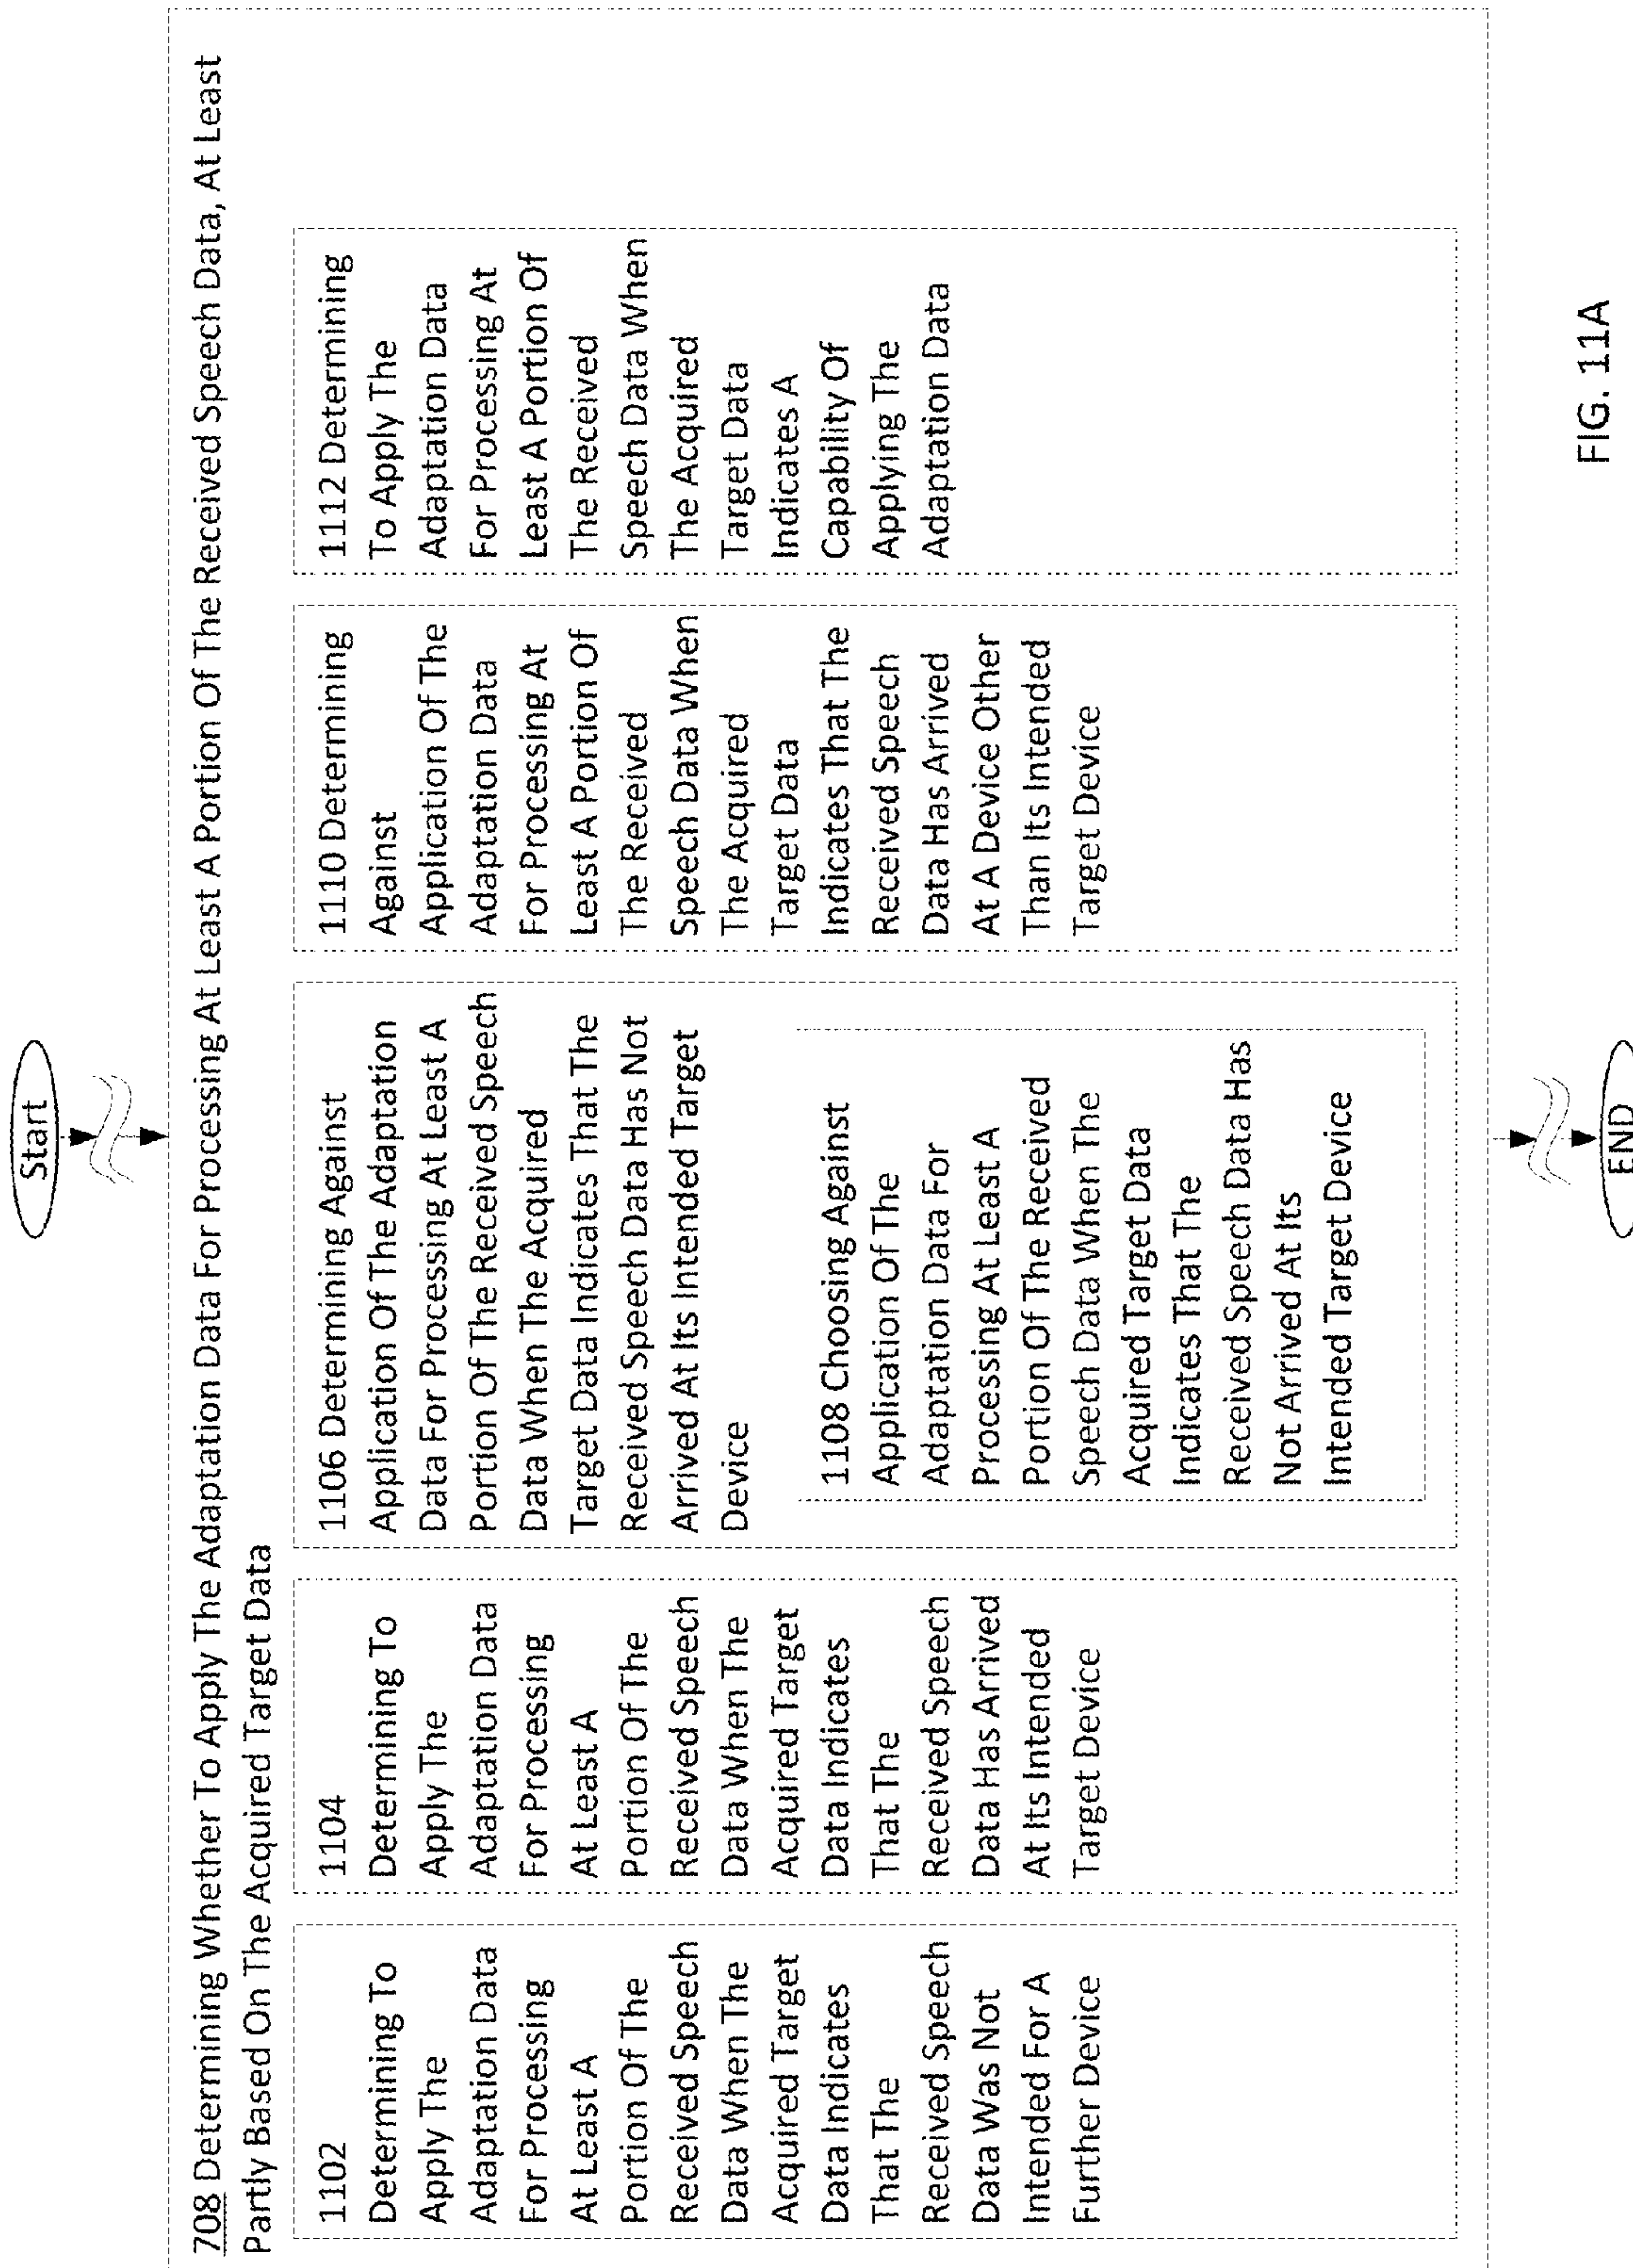 Start
708 Determining Whether To Apply The Adaptation Data For Processing At Least A Portion Of The Received Speech Data, At Least
Partly Based On The Acquired Target Data
1102
Determining To
Apply The
Adaptation Data
For Processing
At Least A
Portion Of The
Received Speech
Data When The
Acquired Target
Data Indicates
That The
Received Speech
Data Was Not
Intended For A
Further Device
1104
Determining To
Apply The
Adaptation Data
For Processing
At Least A
Portion Of The
Received Speech
Data When The
Acquired Target
Data Indicates
That The
Received Speech
Data Has Arrived
At Its Intended
Target Device
1106 Determining Against
Application Of The Adaptation
Data For Processing At Least A
Portion Of The Received Speech
Data When The Acquired
Target Data Indicates That The
Received Speech Data Has Not
Arrived At Its Intended Target
Device
1108 Choosing Against
Application Of The
Adaptation Data For
Processing At Least A
Portion Of The Received
Speech Data When The
Acquired Target Data
Indicates That The
Received Speech Data Has
Not Arrived At Its
Intended Target Device
1110 Determining
Against
Application Of The
Adaptation Data
For Processing At
Least A Portion Of
The Received
Speech Data When
The Acquired
Target Data
Indicates That The
Received Speech
Data Has Arrived
At A Device Other
Than Its Intended
Target Device
1112 Determining
To Apply The
Adaptation Data
For Processing At
Least A Portion Of
The Received
Speech Data When
The Acquired
Target Data
Indicates A
Capability Of
Applying The
Adaptation Data
END
FIG. 11A